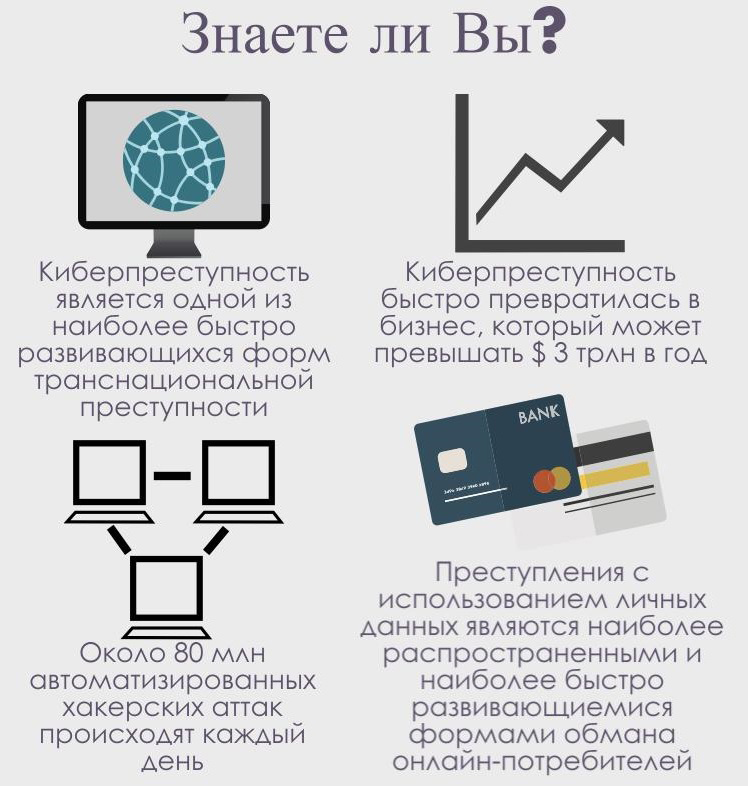 Знаете ли Вы?
Киберпреступность
является одной из
наиболее быстро
развивающихся форм
транснациональной
преступности
Киберпреступность
быстро превратилась в
бизнес, который может
превышать $ 3 трлн в год
BANK
Около 80 млн
автоматизированных
хакерских аттак
происходят каждый
день
Преступления с
использованием личных
данных являются наиболее
распространенными и
наиболее быстро
развивающиемися
формами обмана
онлайн-потребителей